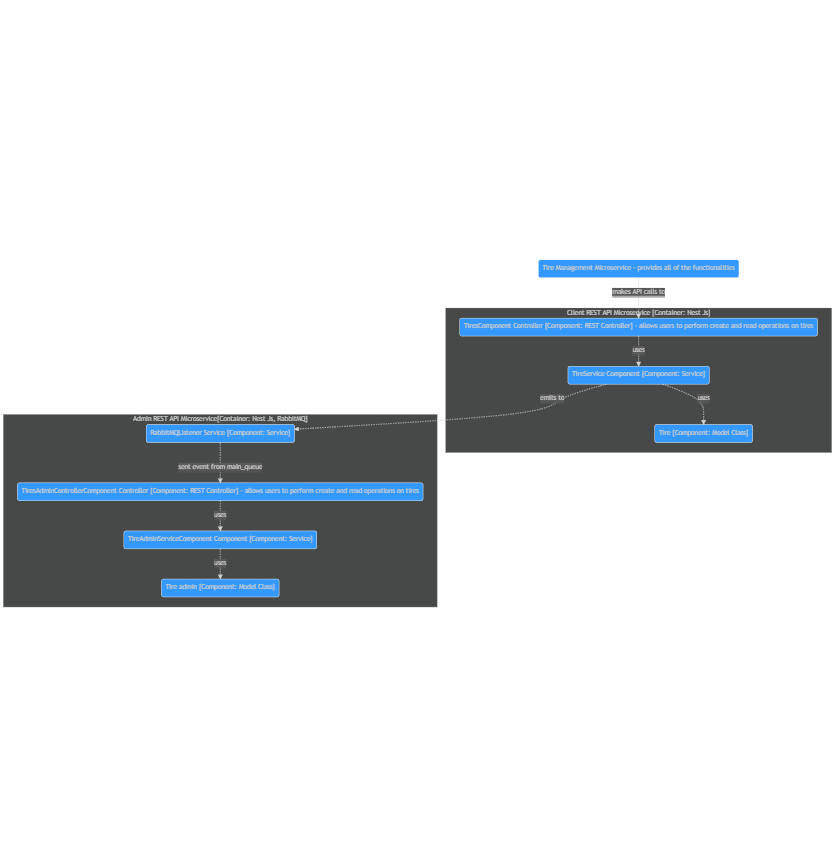 Tire Management Microservice - provides all of the functionalities
makes API calls to
Client REST API Microservice [Container: Nest Js]
TiresComponent Controller [Component: REST Controller] - allows users to perform create and read operations on tires
uses
TireService Component [Component: Service]
emits to
uses
Tire [Component: Model Class]
Admin REST API Microservice[Container: Nest Js, RabbitMQ]
RabbitMQListener Service [Component: Service]
sent event from main_queue
TiresAdminControllerComponent Controller [Component: REST Controller] - allows users to perform create and read operations on tires
uses
TireAdminServiceComponent Component [Component: Service]
uses
Tire admin [Component: Model Class]